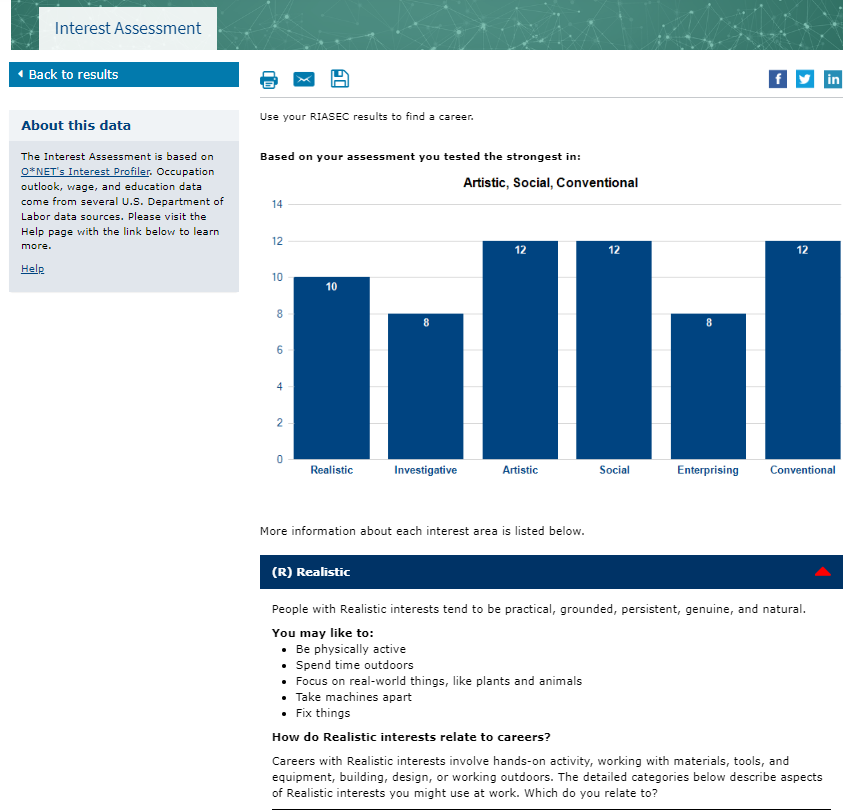 Interest Assessment
Back to results
About this data
The Interest Assessment is based on
O*NET's Interest Profiler. Occupation
outlook, wage, and education data
come from several U.S. Department of
Labor data sources. Please visit the
Help page with the link below to learn
more.
Help
f
in
Use your RIASEC results to find a career.
Based on your assessment you tested the strongest in:
Artistic, Social, Conventional
14
12
10
8
6
4
2
0
10
8
12
12
8
12
Realistic
Investigative
Artistic
Social
Enterprising
Conventional
More information about each interest area is listed below.
(R) Realistic
People with Realistic interests tend to be practical, grounded, persistent, genuine, and natural.
You may like to:
• Be physically active
• Spend time outdoors
• Focus on real-world things, like plants and animals
• Take machines apart
• Fix things
How do Realistic interests relate to careers?
Careers with Realistic interests involve hands-on activity, working with materials, tools, and
equipment, building, design, or working outdoors. The detailed categories below describe aspects
of Realistic interests you might use at work. Which do you relate to?